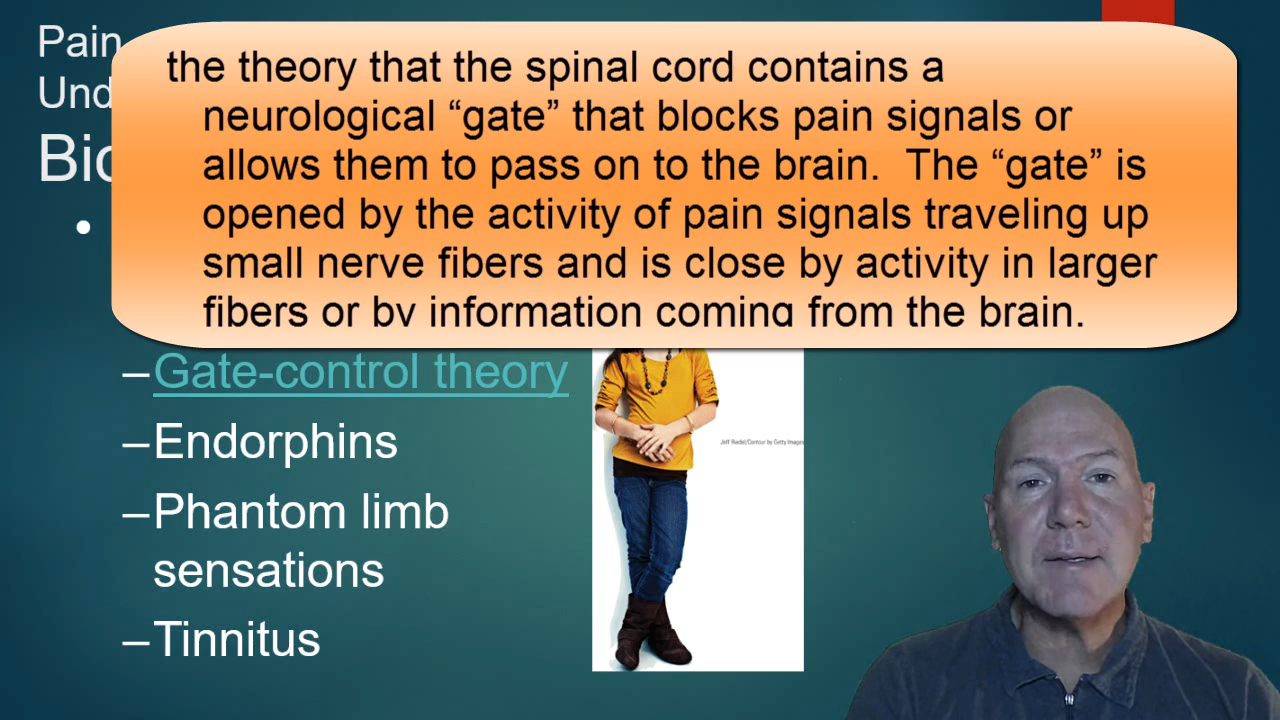 Pain
the theory that the spinal cord contains a
neurological “gate” that blocks pain signals or
allows them to pass on to the brain.  The “gate” is
opened by the activity of pain signals traveling up
small nerve fibers and is close by activity in larger
fibers or by information coming from the brain.
–Gate-control theory
–Endorphins
–Phantom limb
sensations
–Tinnitus
Jeff Riedel/Contour by Getty Images